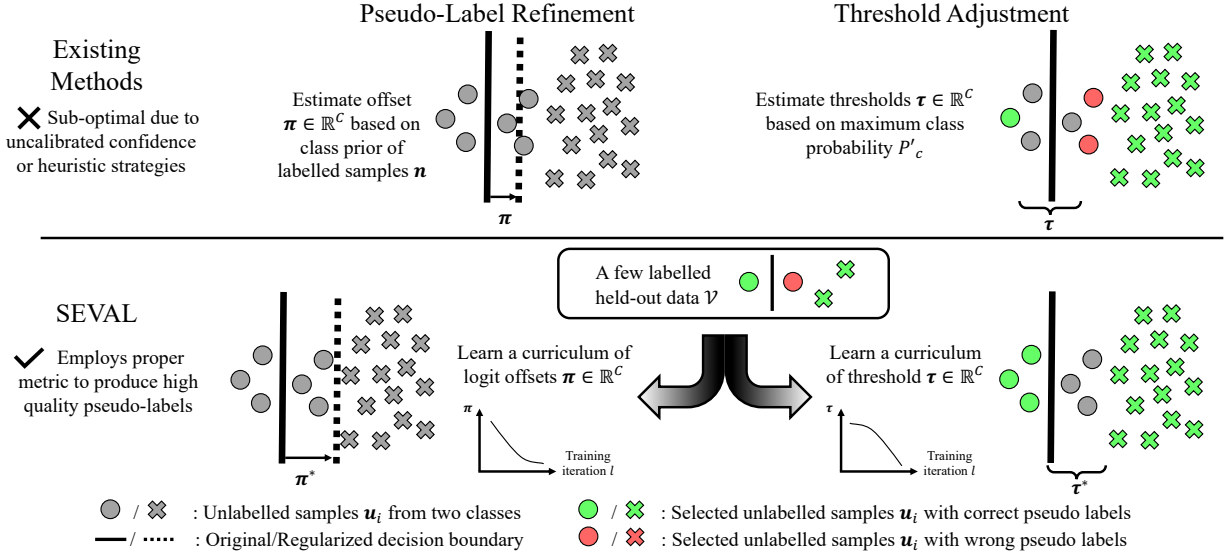 Pseudo-Label Refinement
Threshold Adjustment
Existing
Methods
Sub-optimal due to
uncalibrated confidence
or heuristic strategies
Estimate offset
π ∈ ℝ^C based on
class prior of
labelled samples n
π
Estimate thresholds τ ∈ ℝ^C
based on maximum class
probability P'_c
τ
A few labelled
held-out data 𝒱
SEVAL
Employs proper
metric to produce high
quality pseudo-labels
π*
Learn a curriculum of
logit offsets π ∈ ℝ^C
π
Training
iteration l
Learn a curriculum
of threshold τ ∈ ℝ^C
τ
Training
iteration l
τ*
/ : Unlabelled samples u_i from two classes
/ : Original/Regularized decision boundary
/ : Selected unlabelled samples u_i with correct pseudo labels
/ : Selected unlabelled samples u_i with wrong pseudo labels